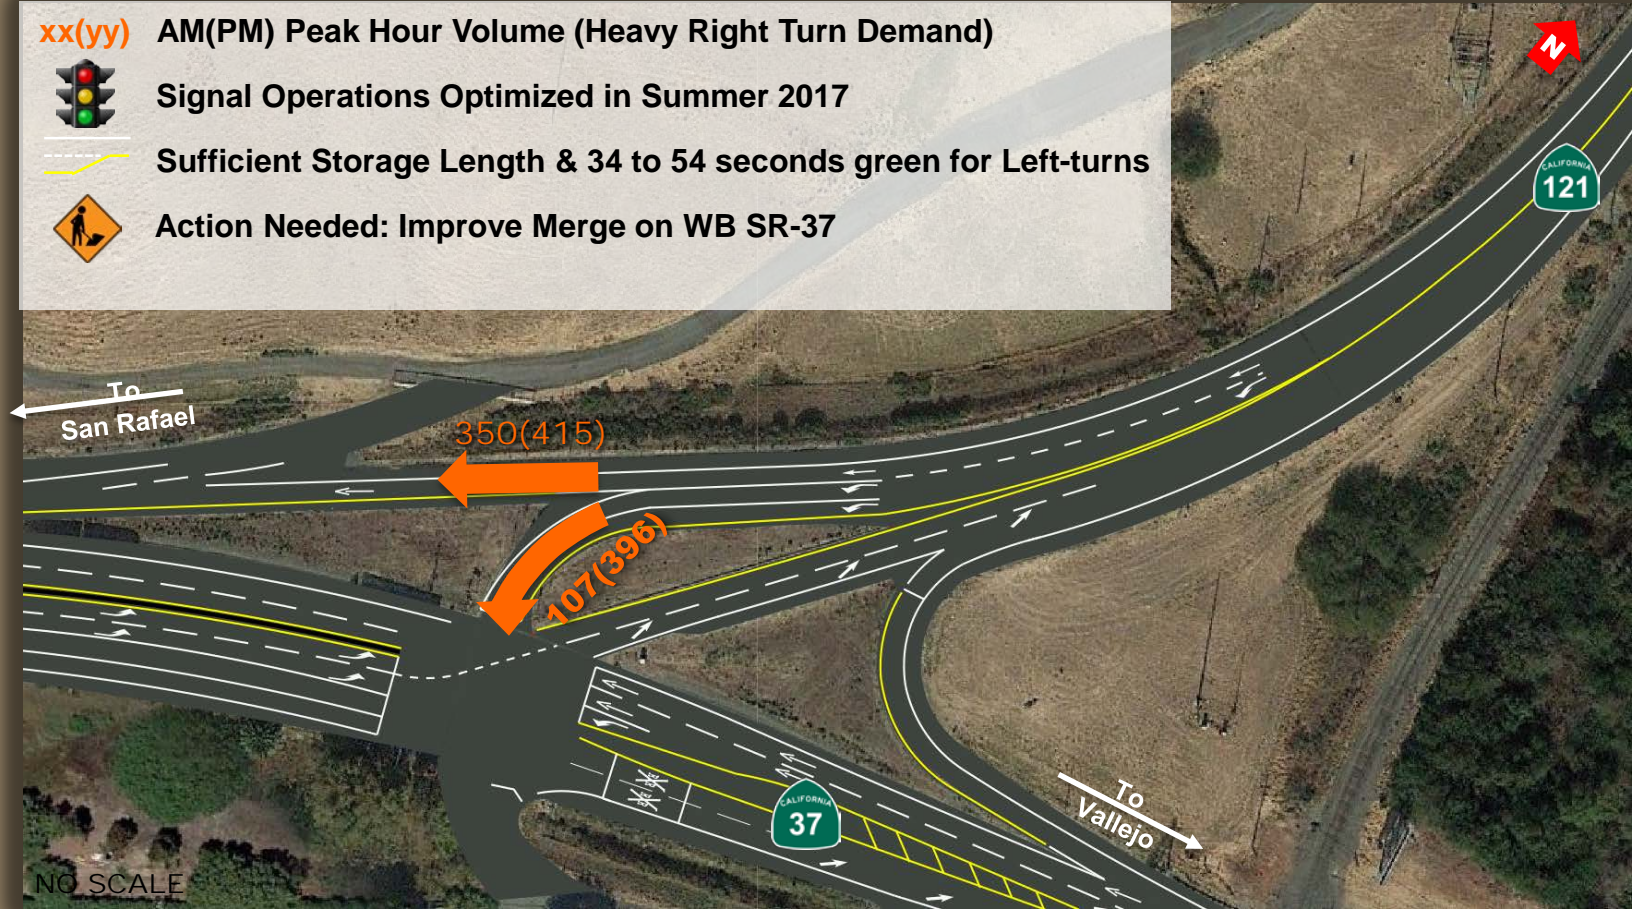 xx(yy) AM(PM) Peak Hour Volume (Heavy Right Turn Demand)
Signal Operations Optimized in Summer 2017
Sufficient Storage Length & 34 to 54 seconds green for Left-turns
Action Needed: Improve Merge on WB SR-37
N
CALIFORNIA
121
To
San Rafael
350(415)
107(396)
CALIFORNIA
37
To
Vallejo
NO SCALE